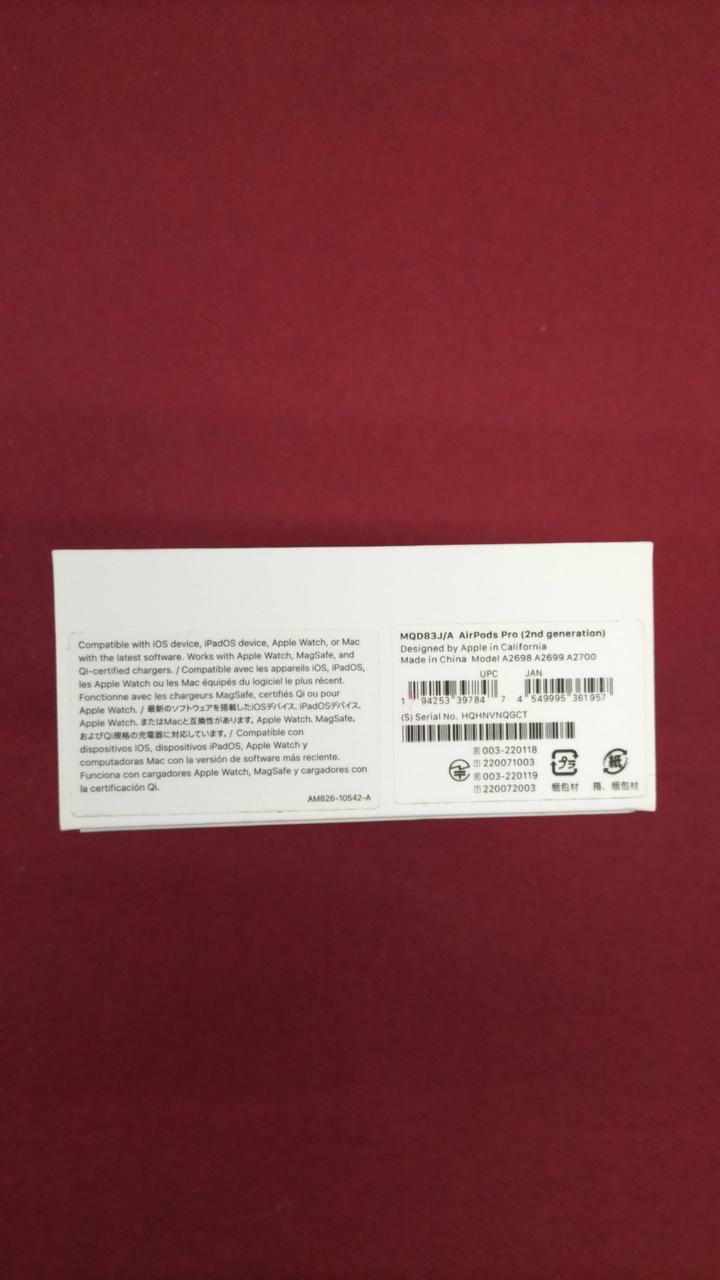 Compatible with iOS device, iPadOS device, Apple Watch, or Mac
with the latest software. Works with Apple Watch, MagSafe, and
Qi-certified chargers. / Compatible avec les appareils iOS, iPadOS,
les Apple Watch ou les Mac équipés du logiciel le plus récent.
Fonctionne avec les chargeurs MagSafe, certifiés Qi ou pour
Apple Watch. / 最新のソフトウェアを搭載したiOSデバイス、iPadOSデバイス、
Apple Watch、またはMacと互換性があります。Apple Watch、MagSafe、
およびQi規格の充電器に対応しています。/ Compatible con
dispositivos iOS, dispositivos iPadOS, Apple Watch y
computadoras Mac con la versión de software más reciente.
Funciona con cargadores Apple Watch, MagSafe y cargadores con
la certificación Qi.
AM826-10542-A
MQD83J/A AirPods Pro (2nd generation)
Designed by Apple in California
Made in China Model A2698 A2699 A2700
UPC JAN
1 94253 39784 7 4 549995 361957
(S) Serial No. HQHNVNQGCT
R 003-220118
T 220071003
R 003-220119
T 220072003
プラ
梱包材
紙
箱、梱包材